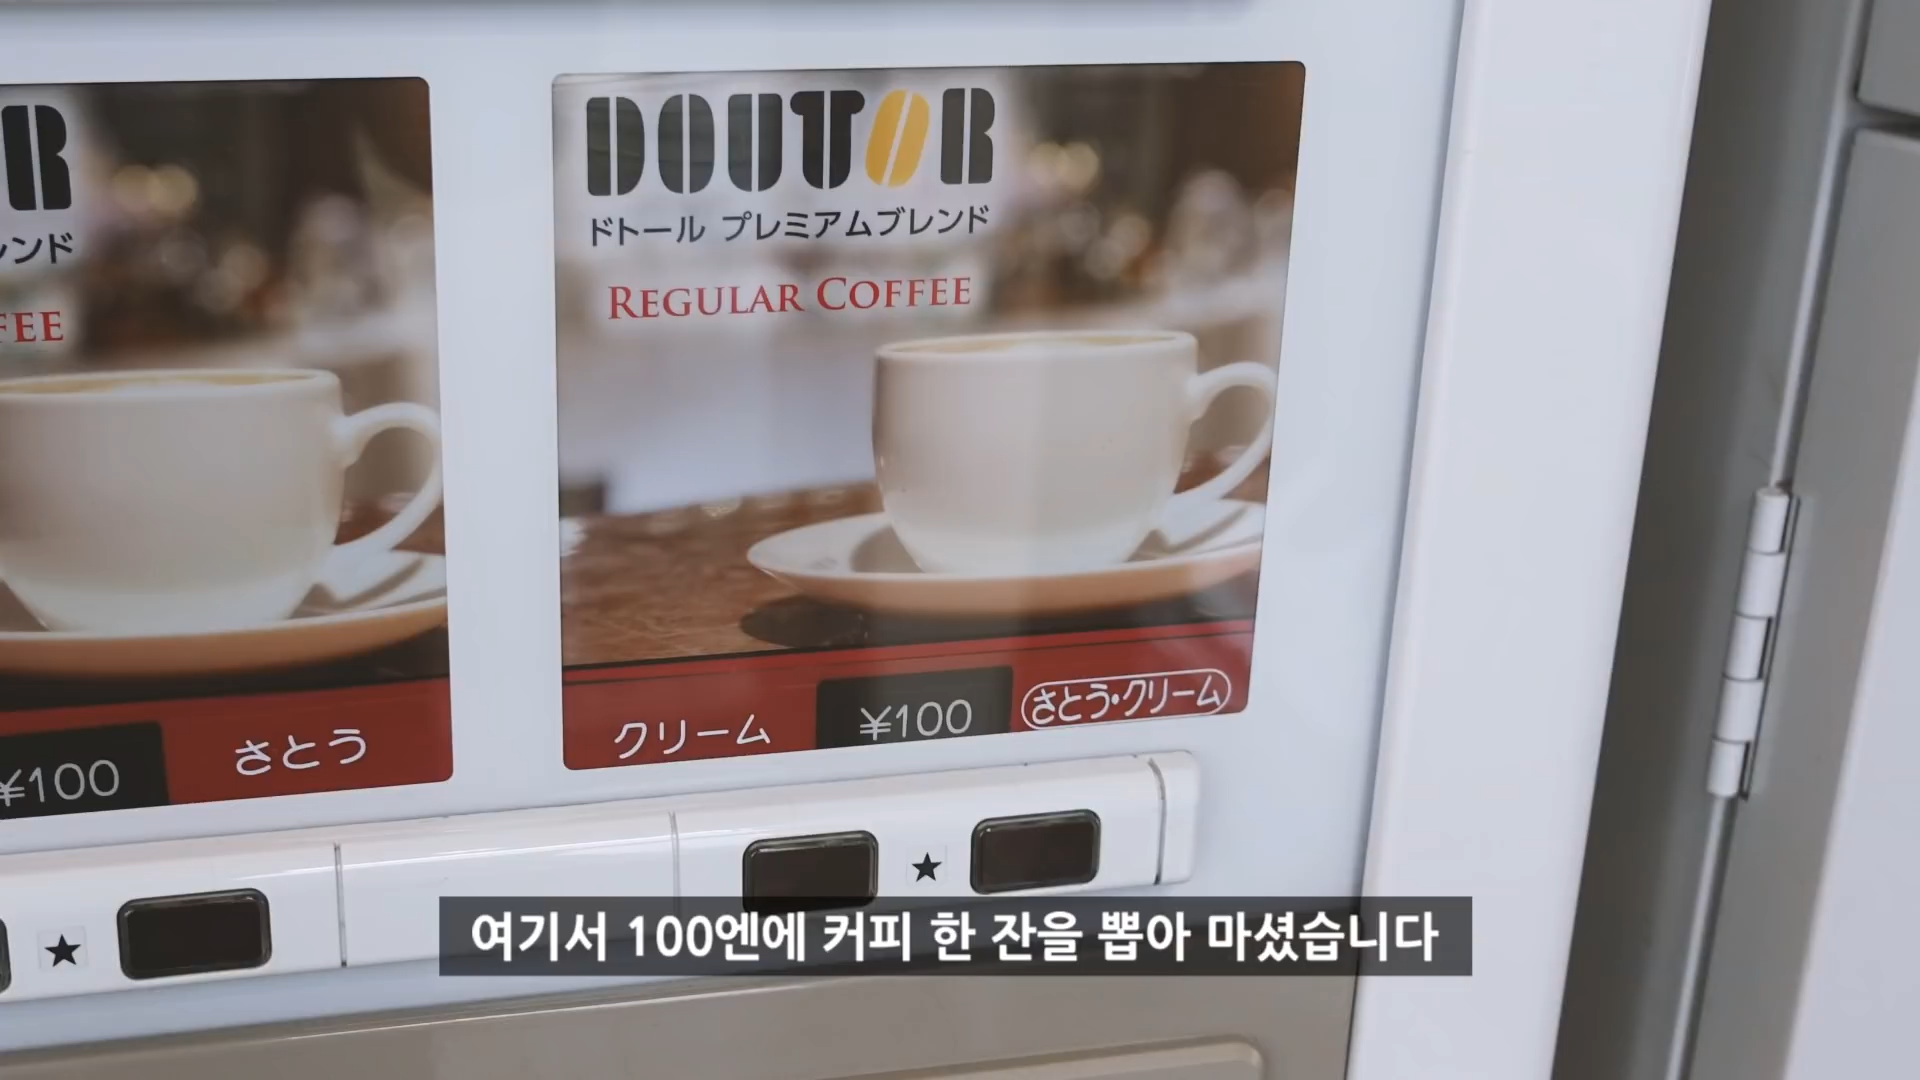 DOUTOR
ドトール プレミアムブレンド
REGULAR COFFEE
クリーム
¥100
さとう・クリーム
R
ンド
FEE
¥100
さとう
★
★
여기서 100엔에 커피 한 잔을 뽑아 마셨습니다